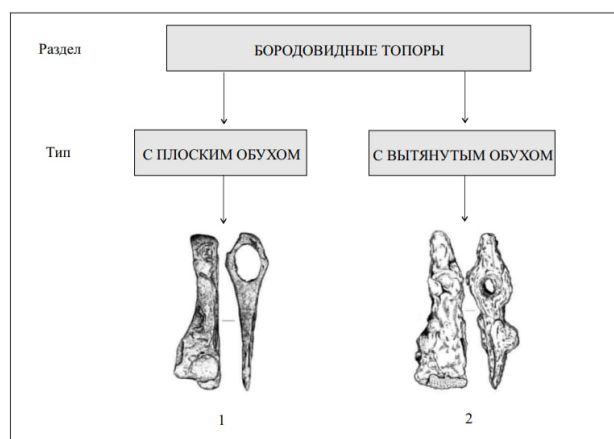 Раздел
БОРОДОВИДНЫЕ ТОПОРЫ
Тип
С ПЛОСКИМ ОБУХОМ
С ВЫТЯНУТЫМ ОБУХОМ
1
2